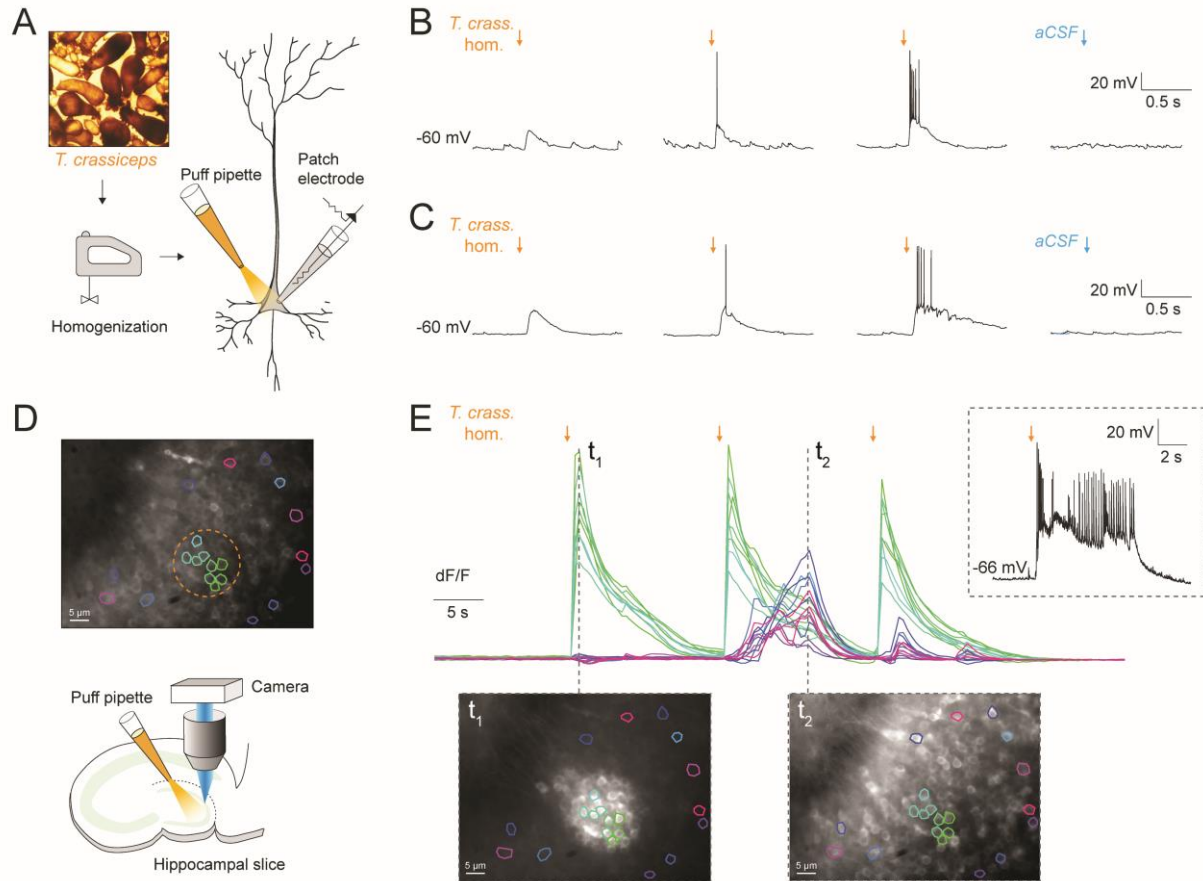 A
T. crassiceps
Homogenization
Puff pipette
Patch
electrode
B
T. crass.
hom.
aCSF
-60 mV
20 mV
0.5 s
C
T. crass.
hom.
aCSF
-60 mV
20 mV
0.5 s
D
5 µm
Puff pipette
Camera
Hippocampal slice
E
T. crass.
hom.
t1
t2
dF/F
5 s
20 mV
2 s
-66 mV
t1
5 µm
t2
5 µm